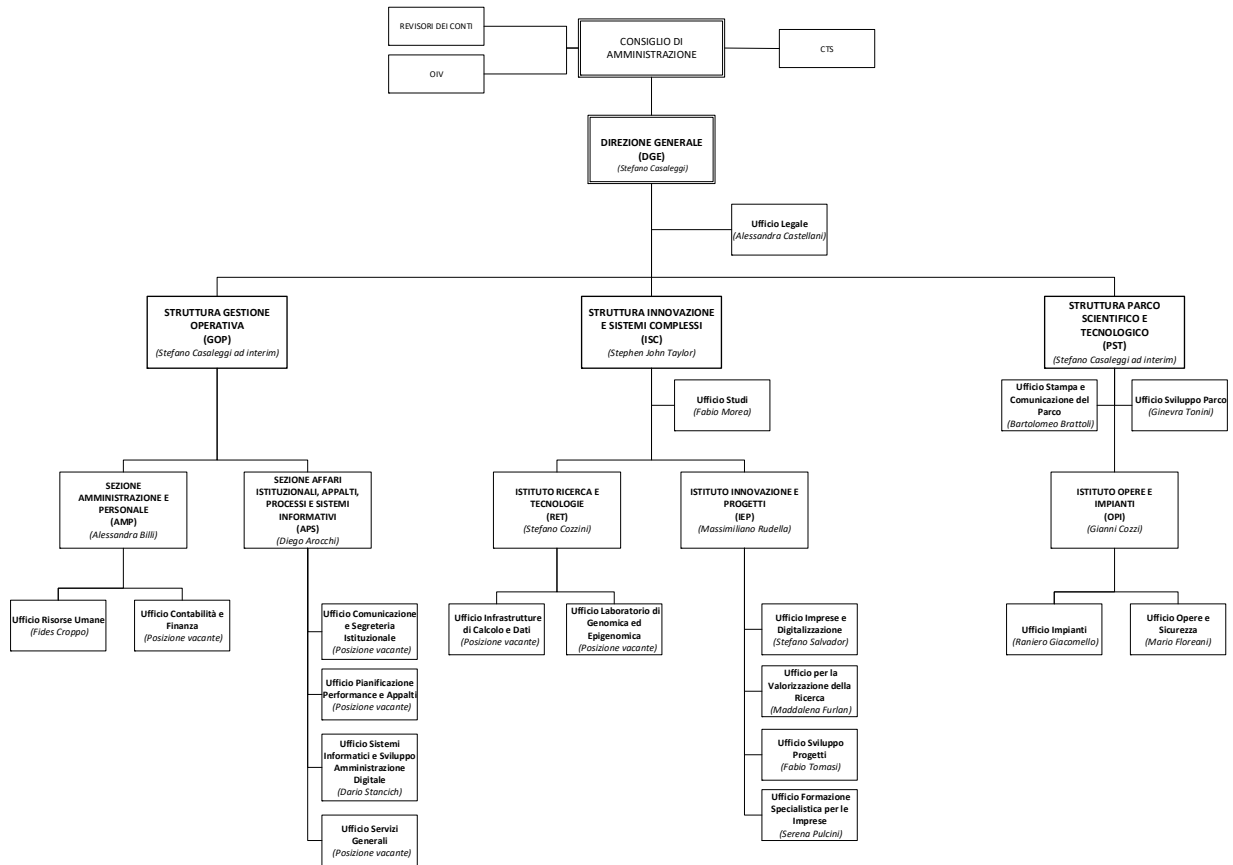 REVISORI DEI CONTI
OIV
CONSIGLIO DI
AMMINISTRAZIONE
CTS
DIREZIONE GENERALE
(DGE)
(Stefano Casaleggi)
Ufficio Legale
(Alessandra Castellani)
STRUTTURA GESTIONE
OPERATIVA
(GOP)
(Stefano Casaleggi ad interim)
STRUTTURA INNOVAZIONE
E SISTEMI COMPLESSI
(ISC)
(Stephen John Taylor)
STRUTTURA PARCO
SCIENTIFICO E
TECNOLOGICO
(PST)
(Stefano Casaleggi ad interim)
Ufficio Studi
(Fabio Morea)
Ufficio Stampa e
Comunicazione del
Parco
(Bartolomeo Brattoli)
Ufficio Sviluppo Parco
(Ginevra Tonini)
SEZIONE
AMMINISTRAZIONE E
PERSONALE
(AMP)
(Alessandra Billi)
SEZIONE AFFARI
ISTITUZIONALI, APPALTI,
PROCESSI E SISTEMI
INFORMATIVI
(APS)
(Diego Arocchi)
ISTITUTO RICERCA E
TECNOLOGIE
(RET)
(Stefano Cozzini)
ISTITUTO INNOVAZIONE E
PROGETTI
(IEP)
(Massimiliano Rudella)
ISTITUTO OPERE E
IMPIANTI
(OPI)
(Gianni Cozzi)
Ufficio Risorse Umane
(Fides Croppo)
Ufficio Contabilità e
Finanza
(Posizione vacante)
Ufficio Comunicazione
e Segreteria
Istituzionale
(Posizione vacante)
Ufficio Pianificazione
Performance e Appalti
(Posizione vacante)
Ufficio Sistemi
Informatici e Sviluppo
Amministrazione
Digitale
(Dario Stancich)
Ufficio Servizi
Generali
(Posizione vacante)
Ufficio Infrastrutture
di Calcolo e Dati
(Posizione vacante)
Ufficio Laboratorio di
Genomica ed
Epigenomica
(Posizione vacante)
Ufficio Imprese e
Digitalizzazione
(Stefano Salvador)
Ufficio per la
Valorizzazione della
Ricerca
(Maddalena Furlan)
Ufficio Sviluppo
Progetti
(Fabio Tomasi)
Ufficio Formazione
Specialistica per le
Imprese
(Serena Pulcini)
Ufficio Impianti
(Raniero Giacomello)
Ufficio Opere e
Sicurezza
(Mario Floreani)